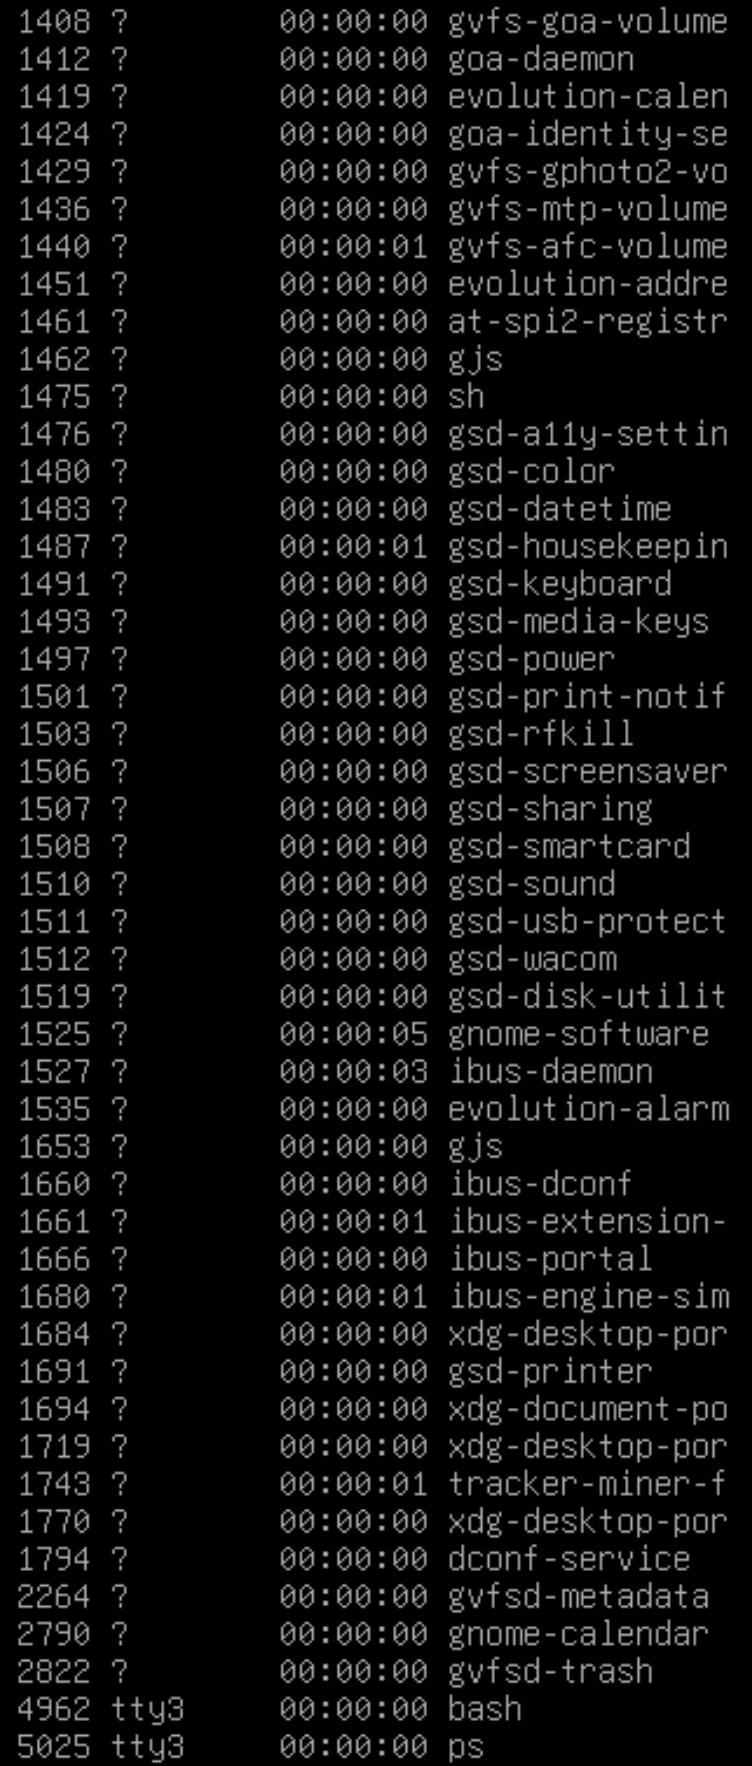 1408 ? 00:00:00 gvfs-goa-volume
1412 ? 00:00:00 goa-daemon
1419 ? 00:00:00 evolution-calen
1424 ? 00:00:00 goa-identity-se
1429 ? 00:00:00 gvfs-gphoto2-vo
1436 ? 00:00:00 gvfs-mtp-volume
1440 ? 00:00:01 gvfs-afc-volume
1451 ? 00:00:00 evolution-addre
1461 ? 00:00:00 at-spi2-registr
1462 ? 00:00:00 gjs
1475 ? 00:00:00 sh
1476 ? 00:00:00 gsd-a11y-settin
1480 ? 00:00:00 gsd-color
1483 ? 00:00:00 gsd-datetime
1487 ? 00:00:01 gsd-housekeepin
1491 ? 00:00:00 gsd-keyboard
1493 ? 00:00:00 gsd-media-keys
1497 ? 00:00:00 gsd-power
1501 ? 00:00:00 gsd-print-notif
1503 ? 00:00:00 gsd-rfkill
1506 ? 00:00:00 gsd-screensaver
1507 ? 00:00:00 gsd-sharing
1508 ? 00:00:00 gsd-smartcard
1510 ? 00:00:00 gsd-sound
1511 ? 00:00:00 gsd-usb-protect
1512 ? 00:00:00 gsd-wacom
1519 ? 00:00:00 gsd-disk-utilit
1525 ? 00:00:05 gnome-software
1527 ? 00:00:03 ibus-daemon
1535 ? 00:00:00 evolution-alarm
1653 ? 00:00:00 gjs
1660 ? 00:00:00 ibus-dconf
1661 ? 00:00:01 ibus-extension-
1666 ? 00:00:00 ibus-portal
1680 ? 00:00:01 ibus-engine-sim
1684 ? 00:00:00 xdg-desktop-por
1691 ? 00:00:00 gsd-printer
1694 ? 00:00:00 xdg-document-po
1719 ? 00:00:00 xdg-desktop-por
1743 ? 00:00:01 tracker-miner-f
1770 ? 00:00:00 xdg-desktop-por
1794 ? 00:00:00 dconf-service
2264 ? 00:00:00 gvfsd-metadata
2790 ? 00:00:00 gnome-calendar
2822 ? 00:00:00 gvfsd-trash
4962 tty3 00:00:00 bash
5025 tty3 00:00:00 ps